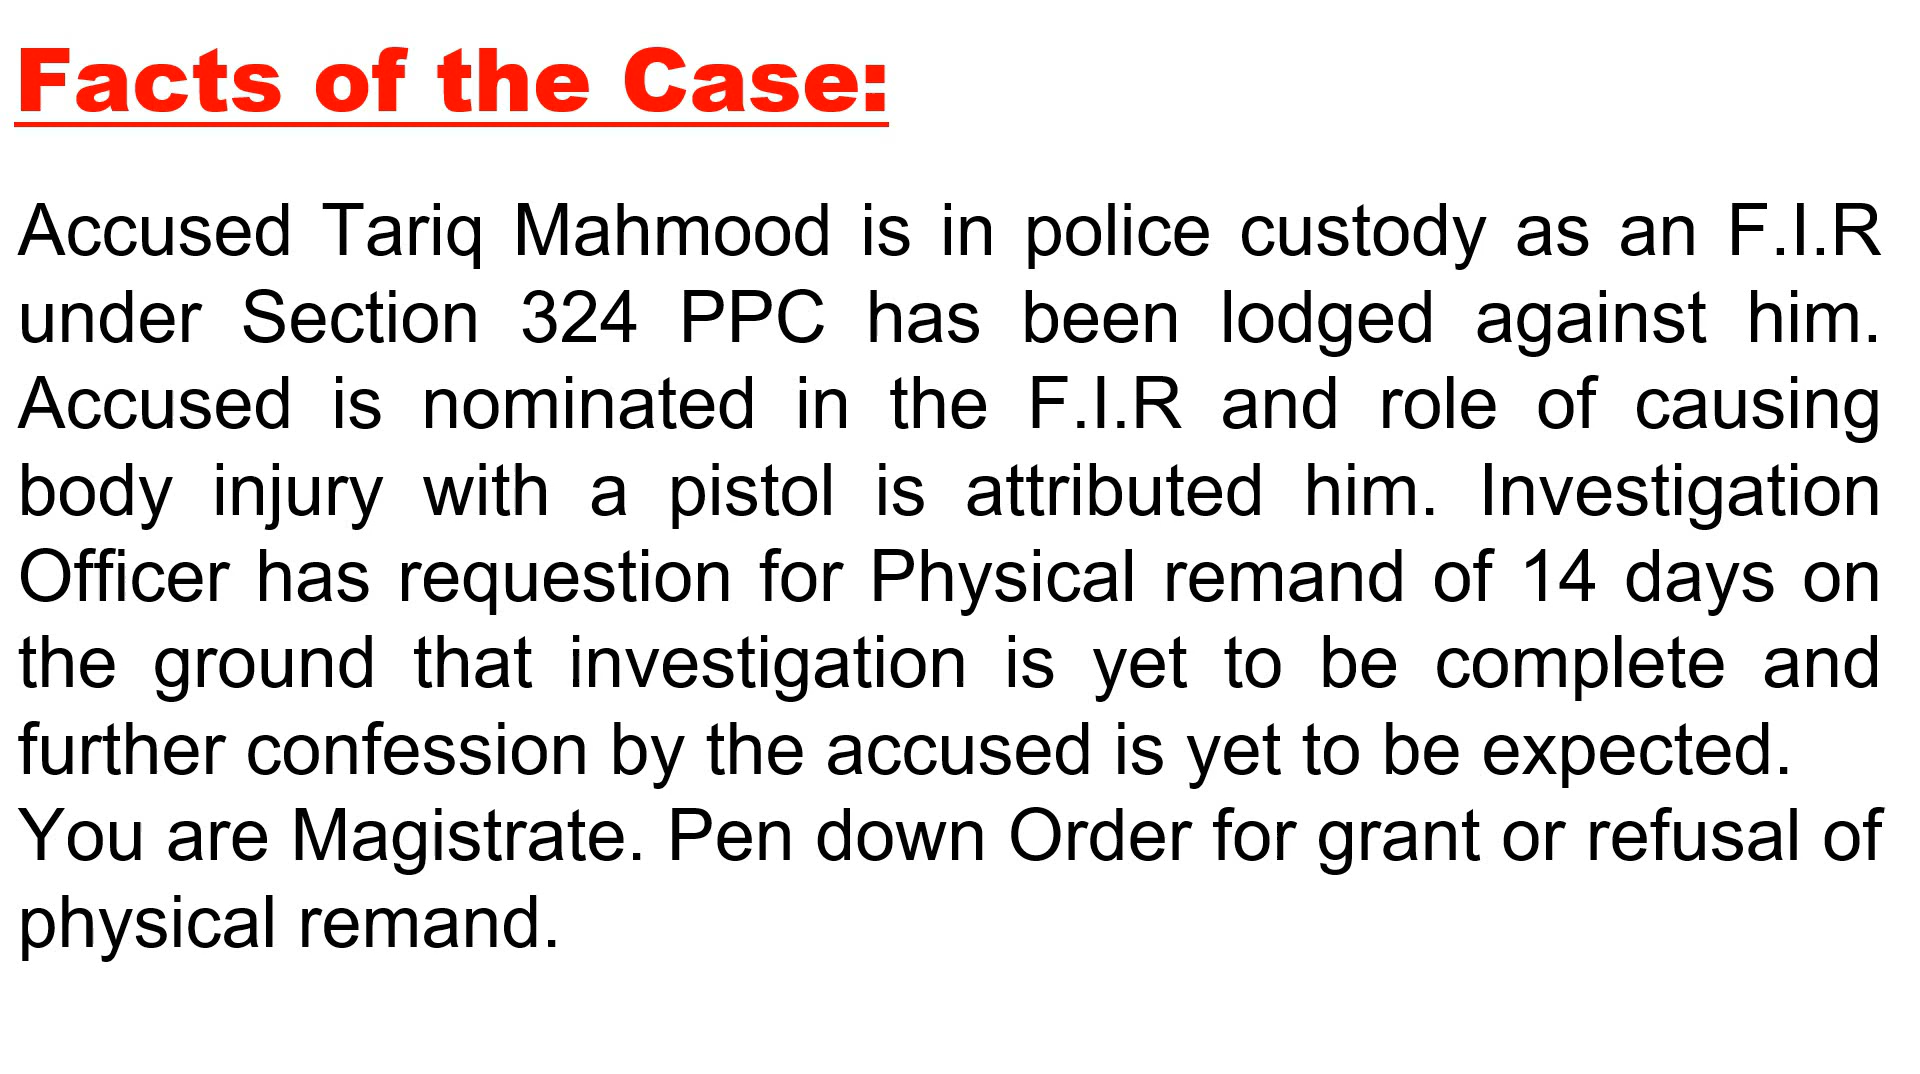 Facts of the Case:
Accused Tariq Mahmood is in police custody as an F.I.R
under Section 324 PPC has been lodged against him.
Accused is nominated in the F.I.R and role of causing
body injury with a pistol is attributed him. Investigation
Officer has requestion for Physical remand of 14 days on
the ground that investigation is yet to be complete and
further confession by the accused is yet to be expected.
You are Magistrate. Pen down Order for grant or refusal of
physical remand.